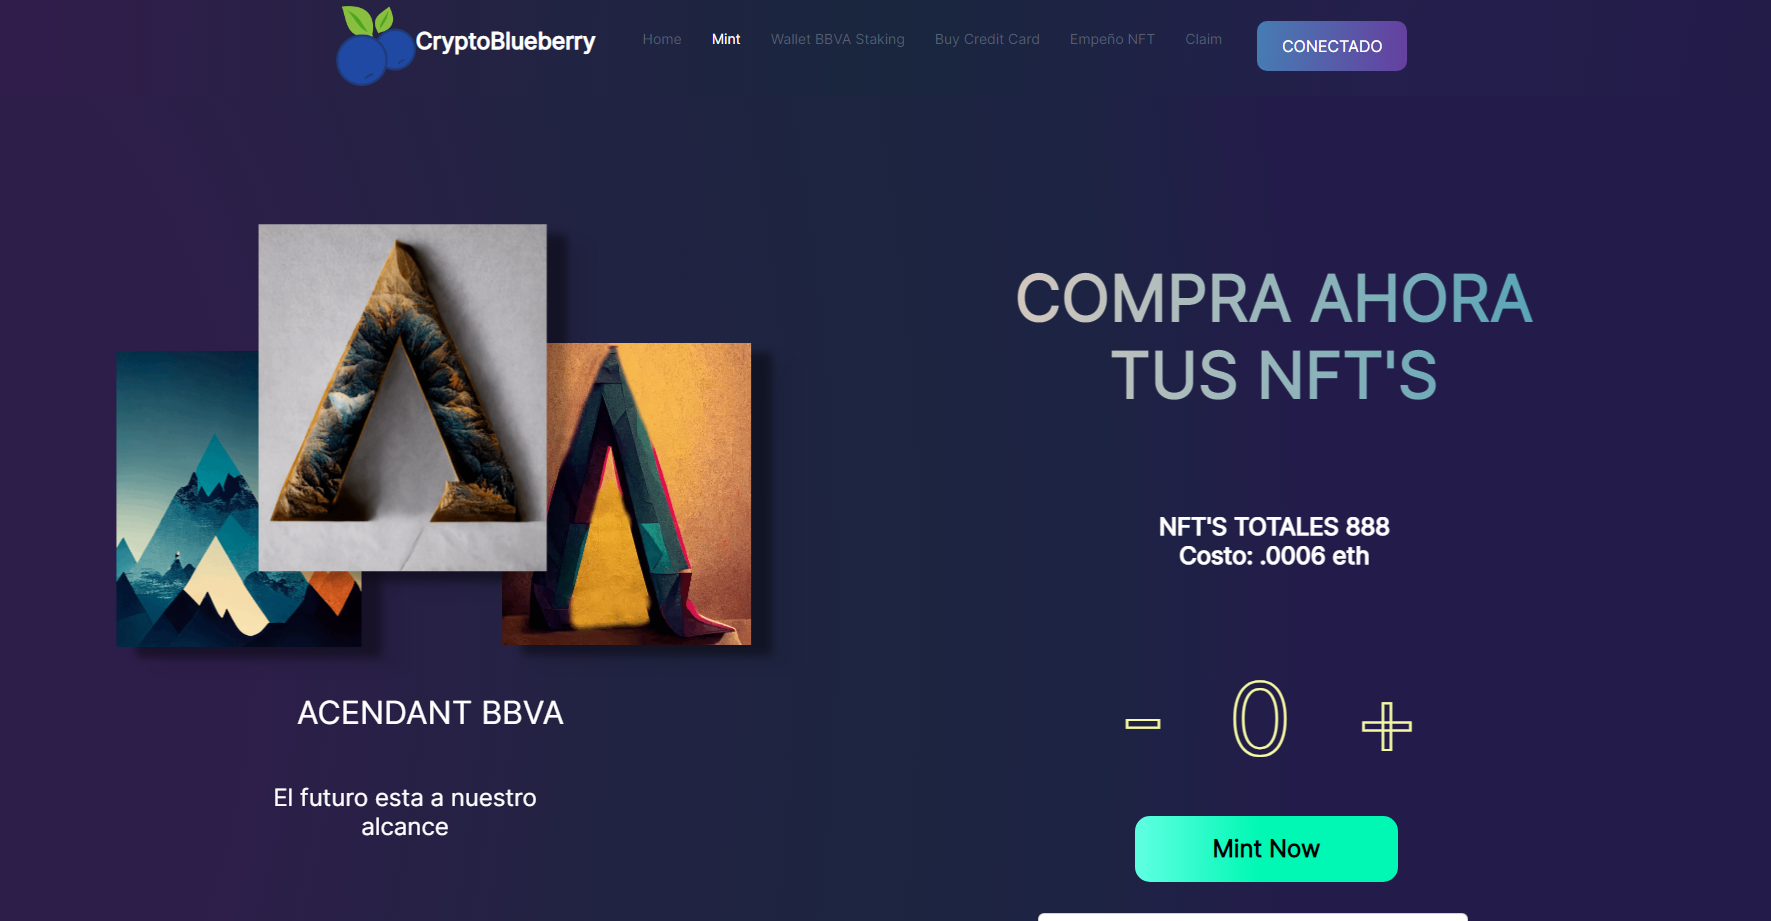 CryptoBlueberry
Home
Mint
Wallet BBVA Staking
Buy Credit Card
Empeño NFT
Claim
CONECTADO
ACENDANT BBVA
El futuro esta a nuestro
alcance
COMPRA AHORA
TUS NFT'S
NFT'S TOTALES 888
Costo: .0006 eth
- 0 +
Mint Now